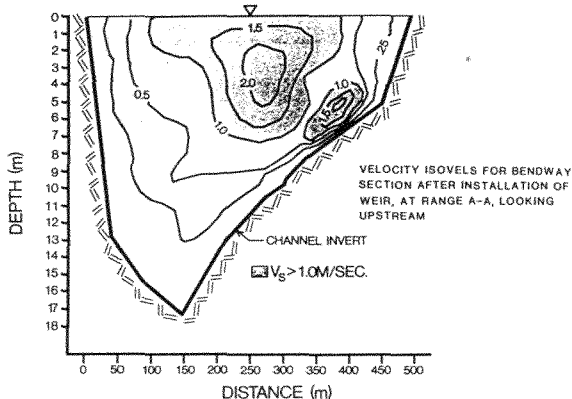 0
1
2
3
4
5
6
7
8
9
10
11
12
13
14
15
16
17
18
DEPTH (m)
1.5
2.0
1.0
0.5
1.0
1.5
.25
VELOCITY ISOVELS FOR BENDWAY
SECTION AFTER INSTALLATION OF
WEIR, AT RANGE A-A, LOOKING
UPSTREAM
CHANNEL INVERT
VS > 1.0M/SEC.
0 50 100 150 200 250 300 350 400 450 500
DISTANCE (m)